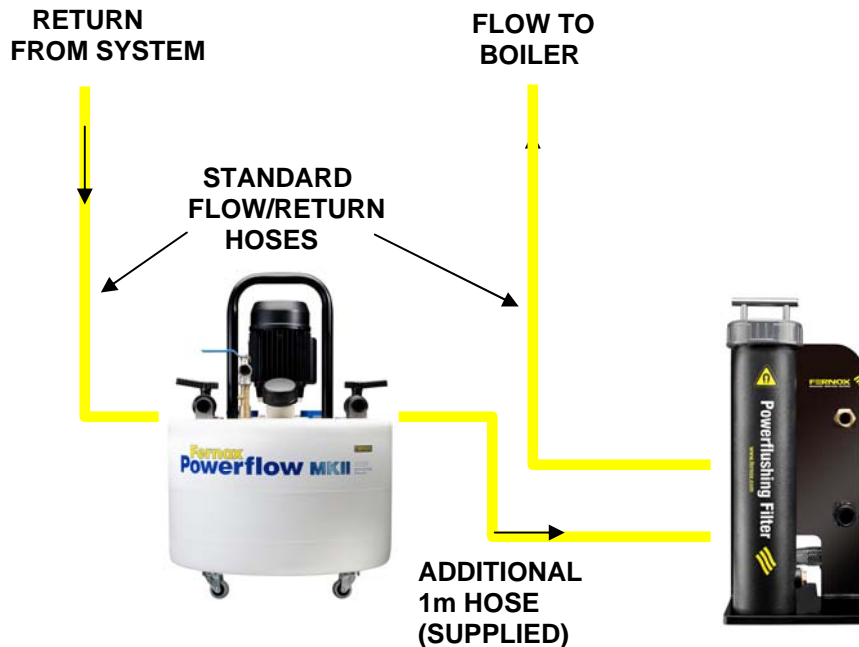 RETURN
FROM SYSTEM
FLOW TO
BOILER
STANDARD
FLOW/RETURN
HOSES
Fernox
Powerflow MKII
FERNOX
Powerflushing Filter
www.fernox.com
ADDITIONAL
1m HOSE
(SUPPLIED)